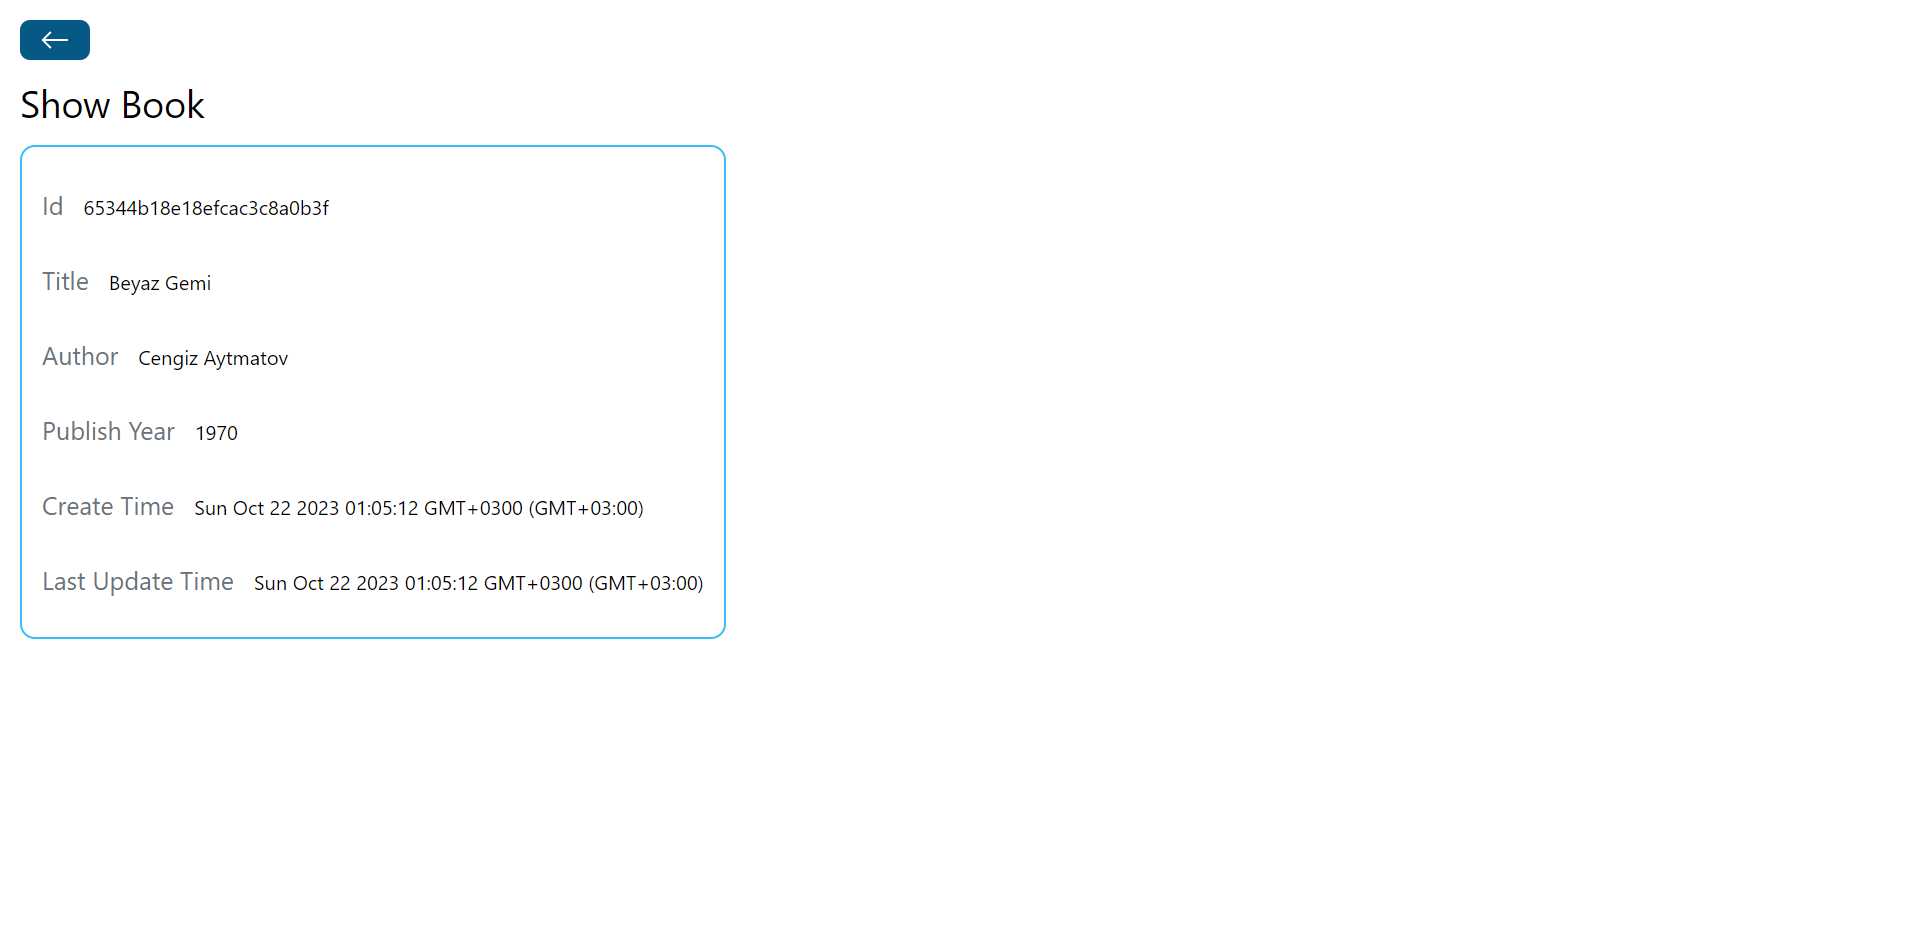 Show Book
Id 65344b18e18efcac3c8a0b3f
Title Beyaz Gemi
Author Cengiz Aytmatov
Publish Year 1970
Create Time Sun Oct 22 2023 01:05:12 GMT+0300 (GMT+03:00)
Last Update Time Sun Oct 22 2023 01:05:12 GMT+0300 (GMT+03:00)